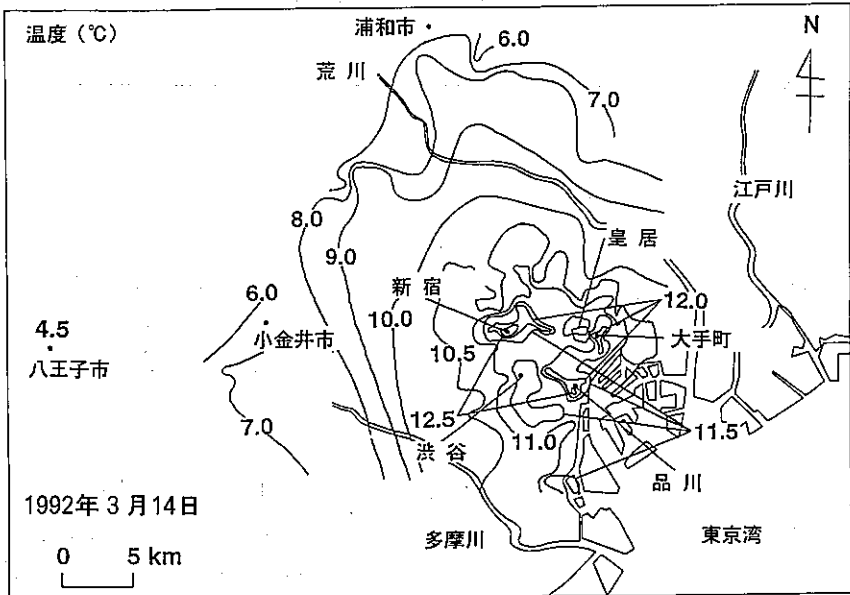 温度 (℃)
浦和市
6.0
N
荒川
7.0
江戸川
8.0
皇居
9.0
新宿
6.0
12.0
4.5
10.0
小金井市
大手町
八王子市
10.5
12.5
11.5
7.0
渋谷
11.0
品川
1992年3月14日
多摩川
東京湾
0 5 km